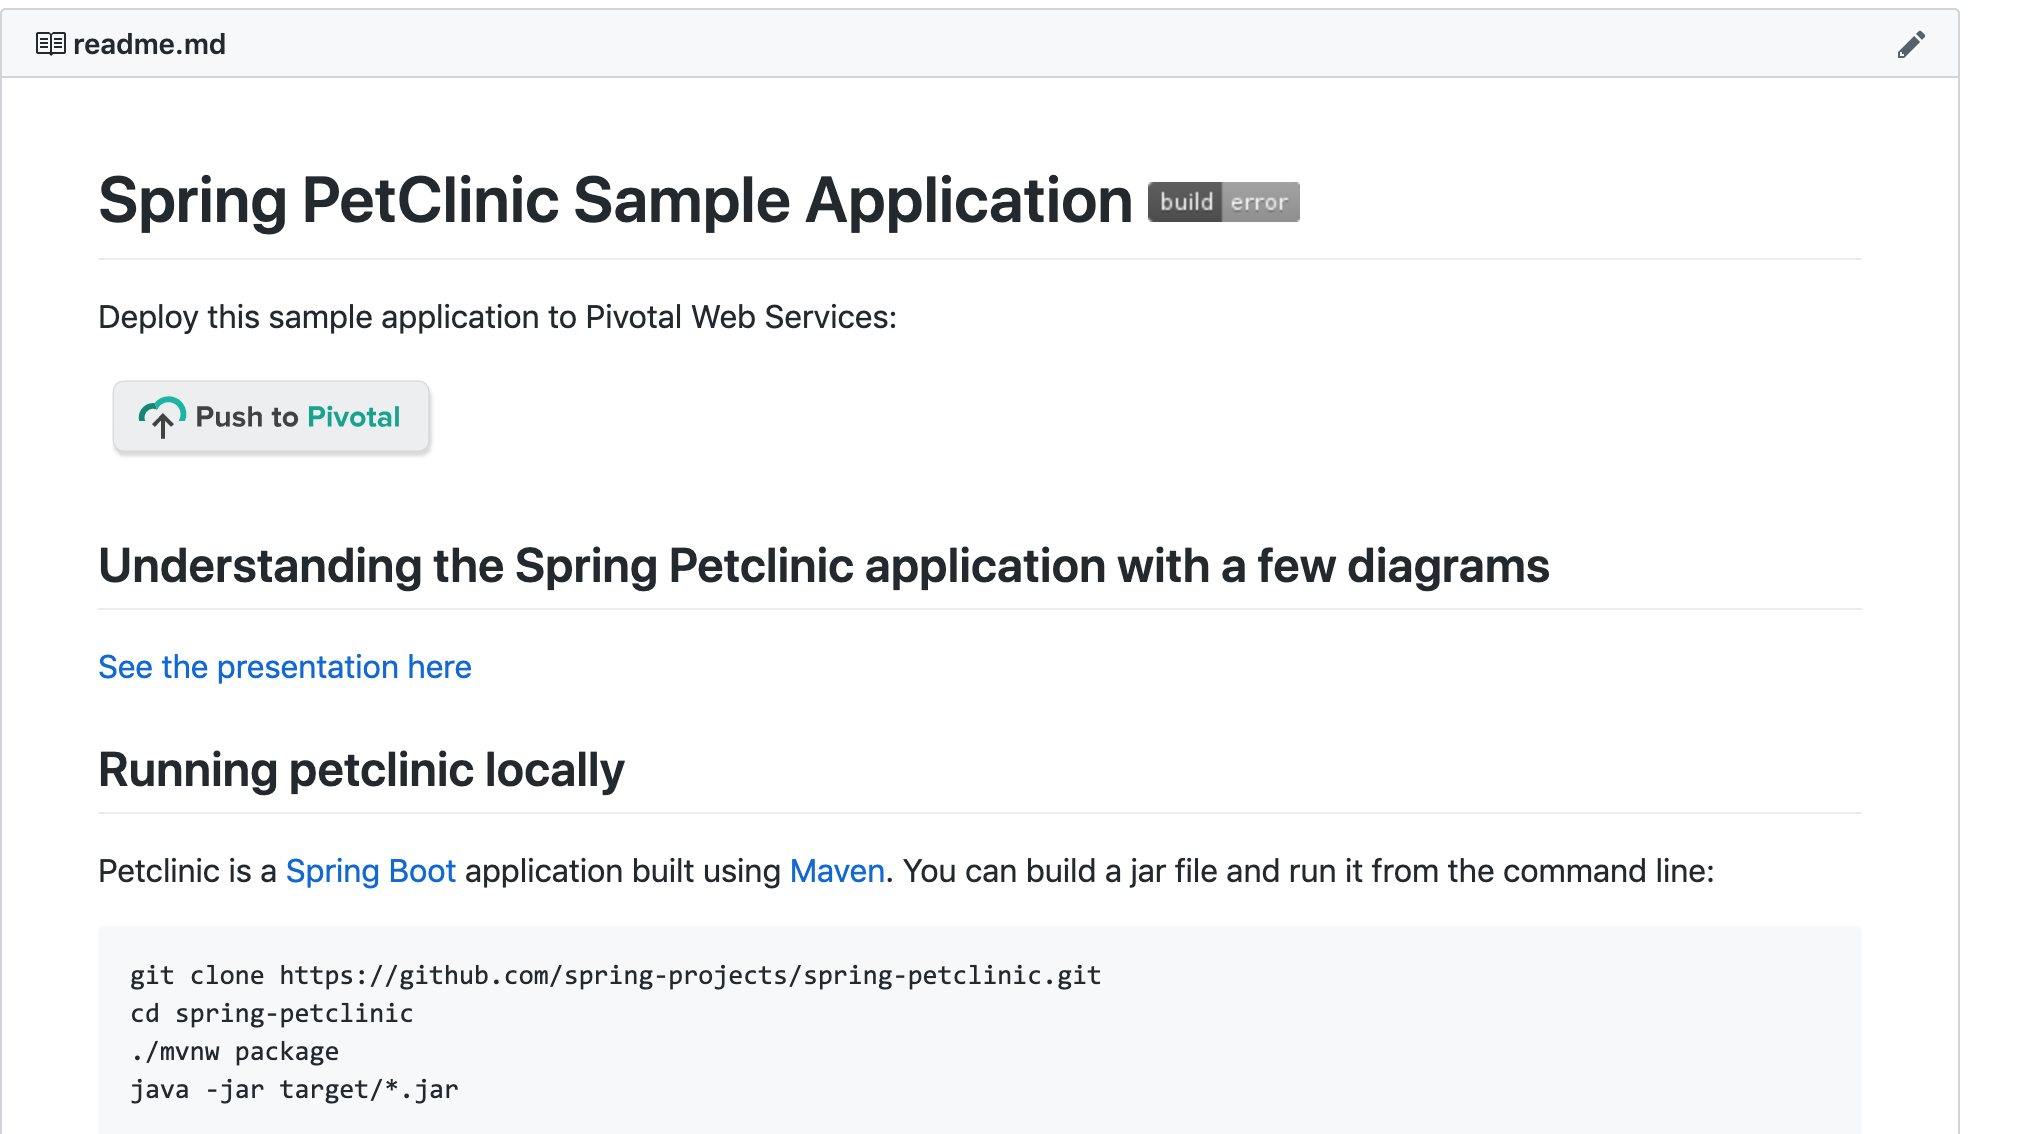 readme.md
Spring PetClinic Sample Application build error
Deploy this sample application to Pivotal Web Services:
Push to Pivotal
Understanding the Spring Petclinic application with a few diagrams
See the presentation here
Running petclinic locally
Petclinic is a Spring Boot application built using Maven. You can build a jar file and run it from the command line:
git clone https://github.com/spring-projects/spring-petclinic.git
cd spring-petclinic
./mvnw package
java -jar target/*.jar